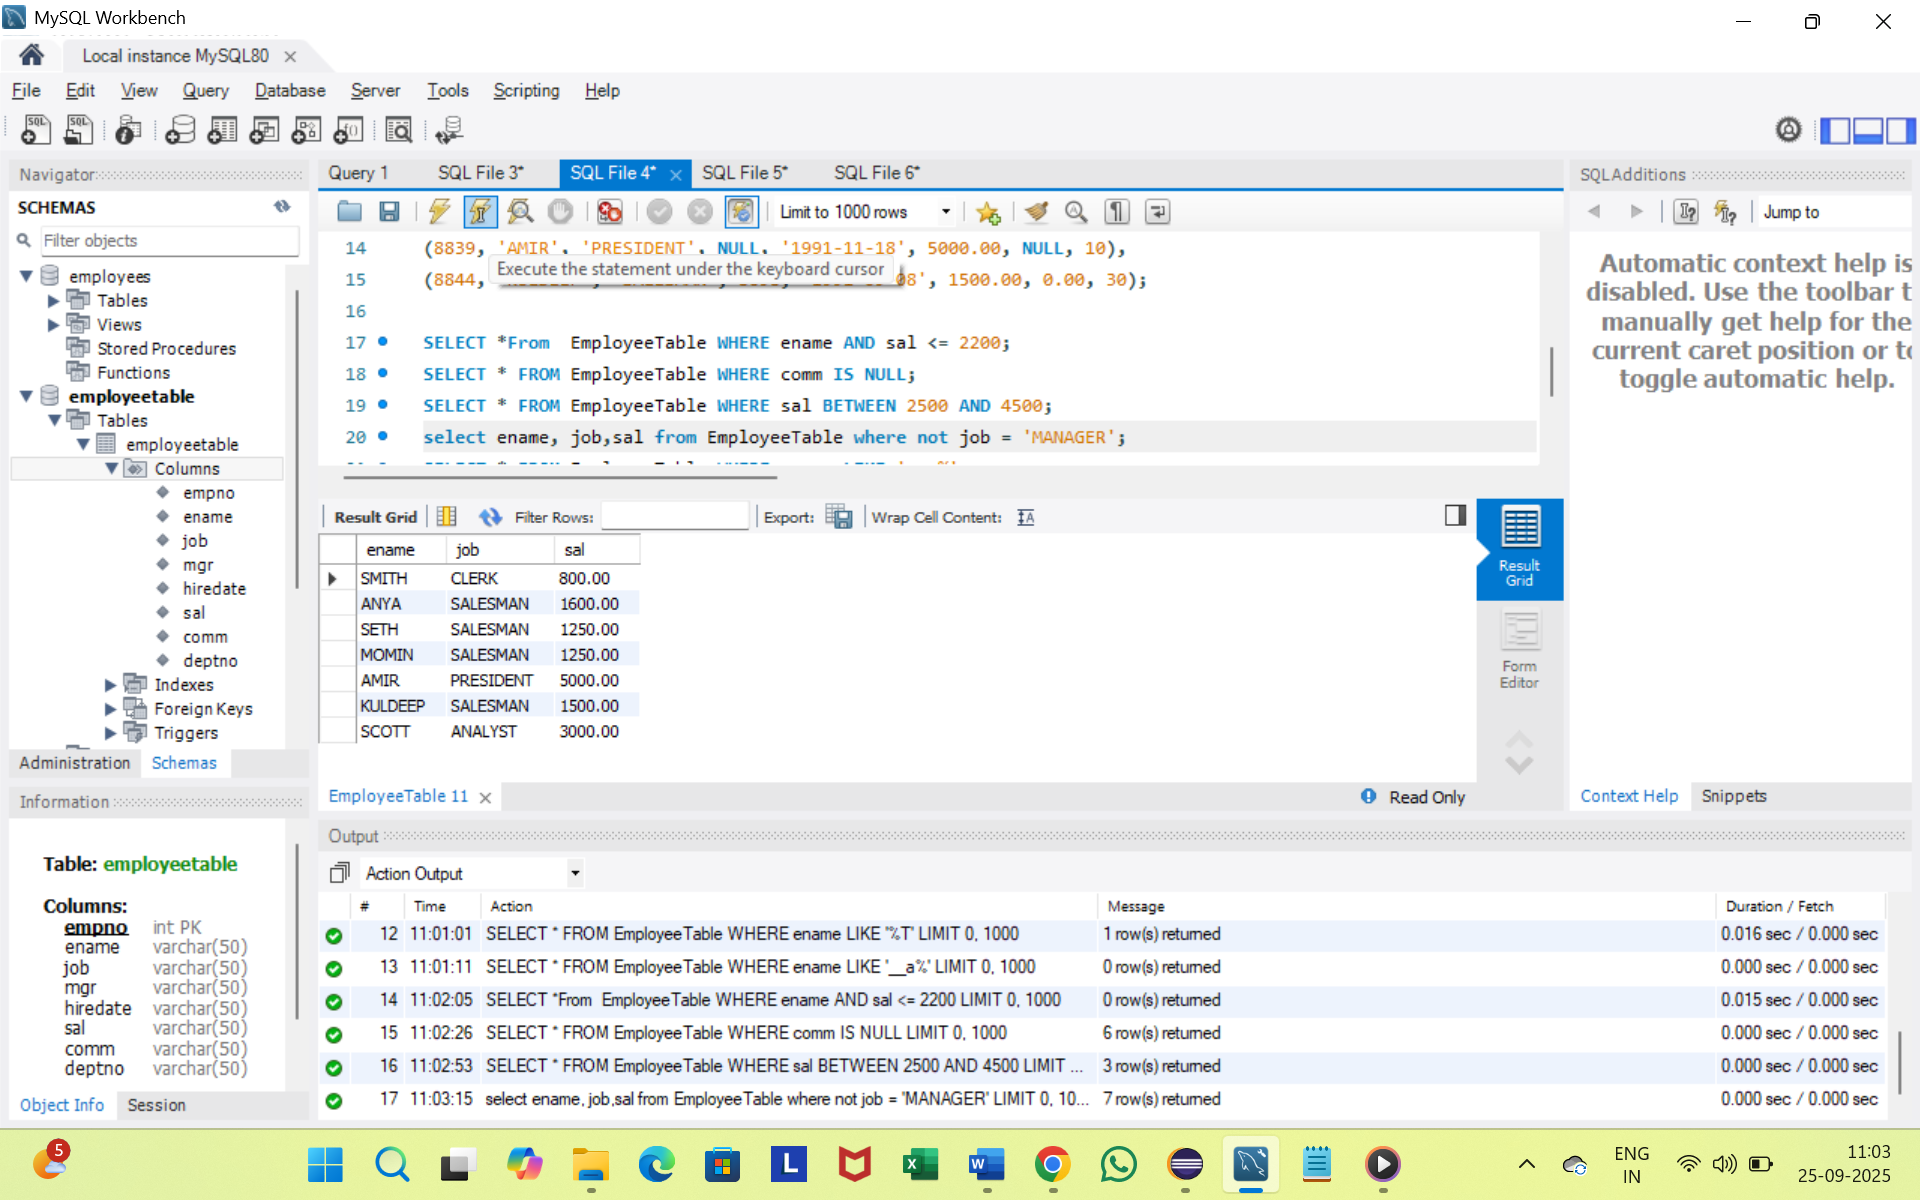 MySQL Workbench
Local instance MySQL80
File Edit View Query Database Server Tools Scripting Help
Navigator
SCHEMAS
Filter objects
employees
Tables
Views
Stored Procedures
Functions
employeetable
Tables
employeetable
Columns
empno
ename
job
mgr
hiredate
sal
comm
deptno
Indexes
Foreign Keys
Triggers
Administration Schemas
Information
Table: employeetable
Columns:
empno int PK
ename varchar(50)
job varchar(50)
mgr varchar(50)
hiredate varchar(50)
sal varchar(50)
comm varchar(50)
deptno varchar(50)
Object Info Session
Query 1 SQL File 3* SQL File 4* SQL File 5* SQL File 6*
Limit to 1000 rows
14 (8839, 'AMIR', 'PRESIDENT', NULL, '1991-11-18', 5000.00, NULL, 10),
Execute the statement under the keyboard cursor
15 (8844, 08', 1500.00, 0.00, 30);
16
17 SELECT *From  EmployeeTable WHERE ename AND sal <= 2200;
18 SELECT * FROM EmployeeTable WHERE comm IS NULL;
19 SELECT * FROM EmployeeTable WHERE sal BETWEEN 2500 AND 4500;
20 select ename, job,sal from EmployeeTable where not job = 'MANAGER';
Result Grid Filter Rows: Export: Wrap Cell Content:
ename job sal
SMITH CLERK 800.00
ANYA SALESMAN 1600.00
SETH SALESMAN 1250.00
MOMIN SALESMAN 1250.00
AMIR PRESIDENT 5000.00
KULDEEP SALESMAN 1500.00
SCOTT ANALYST 3000.00
Result
Grid
Form
Editor
EmployeeTable 11 Read Only
SQLAdditions
Jump to
Automatic context help is
disabled. Use the toolbar t
manually get help for the
current caret position or to
toggle automatic help.
Context Help Snippets
Output
Action Output
# Time Action Message Duration / Fetch
12 11:01:01 SELECT * FROM EmployeeTable WHERE ename LIKE '%T' LIMIT 0, 1000 1 row(s) returned 0.016 sec / 0.000 sec
13 11:01:11 SELECT * FROM EmployeeTable WHERE ename LIKE '__a%' LIMIT 0, 1000 0 row(s) returned 0.000 sec / 0.000 sec
14 11:02:05 SELECT *From  EmployeeTable WHERE ename AND sal <= 2200 LIMIT 0, 1000 0 row(s) returned 0.015 sec / 0.000 sec
15 11:02:26 SELECT * FROM EmployeeTable WHERE comm IS NULL LIMIT 0, 1000 6 row(s) returned 0.000 sec / 0.000 sec
16 11:02:53 SELECT * FROM EmployeeTable WHERE sal BETWEEN 2500 AND 4500 LIMIT ... 3 row(s) returned 0.000 sec / 0.000 sec
17 11:03:15 select ename, job,sal from EmployeeTable where not job = 'MANAGER' LIMIT 0, 10... 7 row(s) returned 0.000 sec / 0.000 sec
5
ENG
IN
11:03
25-09-2025